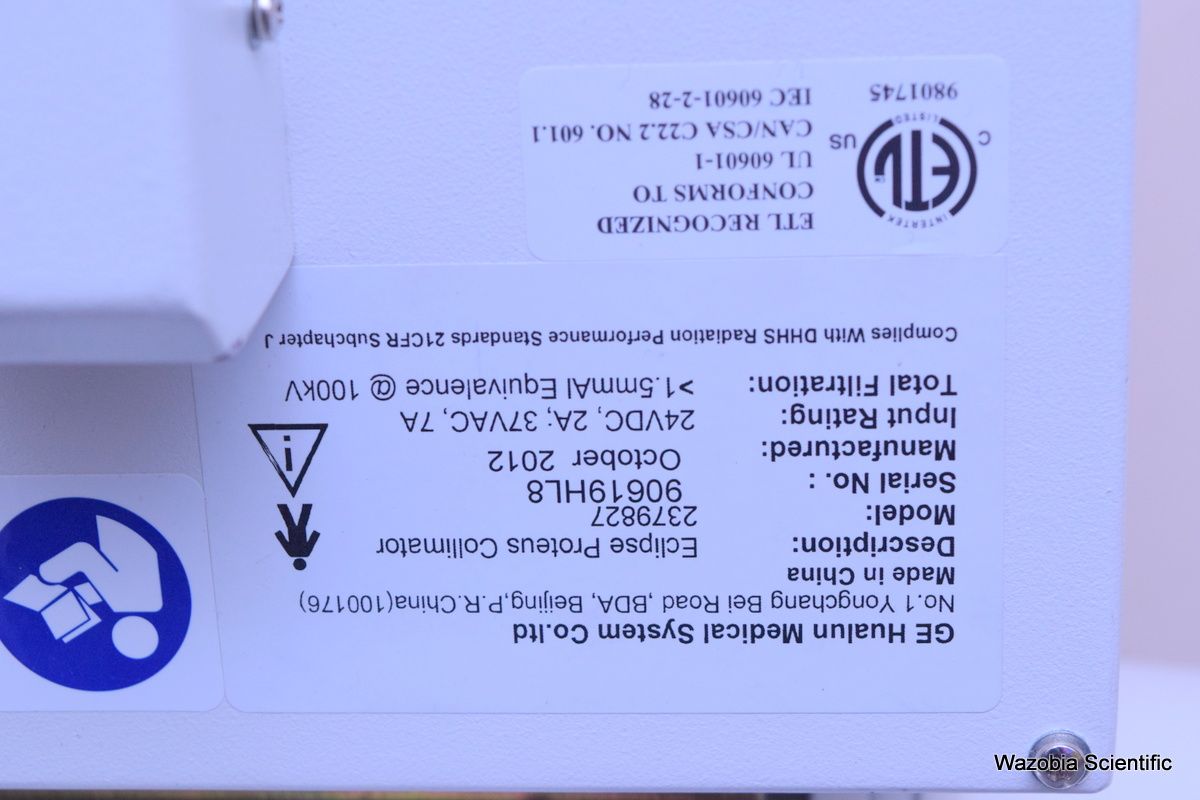 GE Hualun Medical System Co.ltd
No.1 Yongchang Bei Road ,BDA, Beijing,P.R.China(100176)
Made in China
Description: Eclipse Proteus Collimator
Model: 2379827
Serial No. : 90619HL8
Manufactured: October 2012
Input Rating: 24VDC, 2A; 37VAC, 7A
Total Filtration: >1.5mmAl Equivalence @ 100kV
Complies With DHHS Radiation Performance Standards 21CFR Subchapter J
i
ETL RECOGNIZED
CONFORMS TO
UL 60601-1
CAN/CSA C22.2 NO. 601.1
IEC 60601-2-28
INTERTEK
ETL
CM
LISTED
C US
9801745
Wazobia Scientific